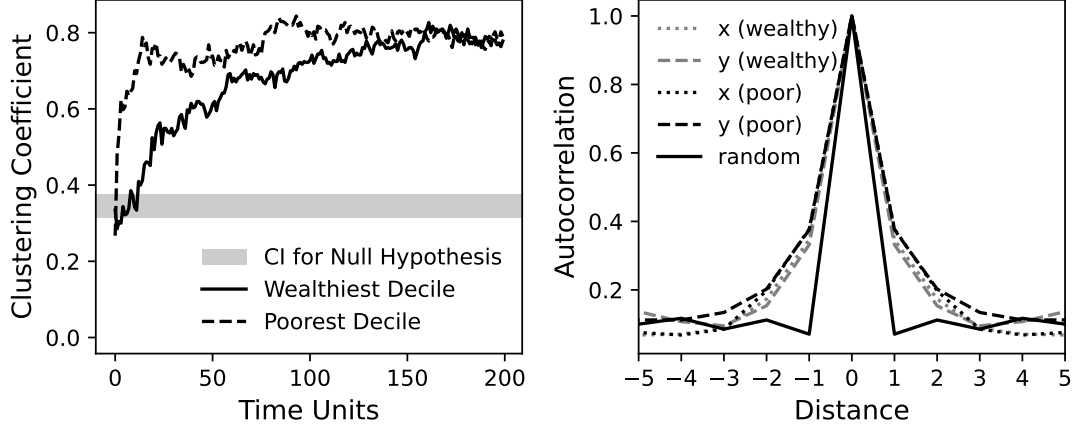 Clustering Coefficient
0.8
0.6
0.4
0.2
0.0
CI for Null Hypothesis
Wealthiest Decile
Poorest Decile
0 50 100 150 200
Time Units
Autocorrelation
1.0
0.8
0.6
0.4
0.2
x (wealthy)
y (wealthy)
x (poor)
y (poor)
random
−5 −4 −3 −2 −1 0 1 2 3 4 5
Distance